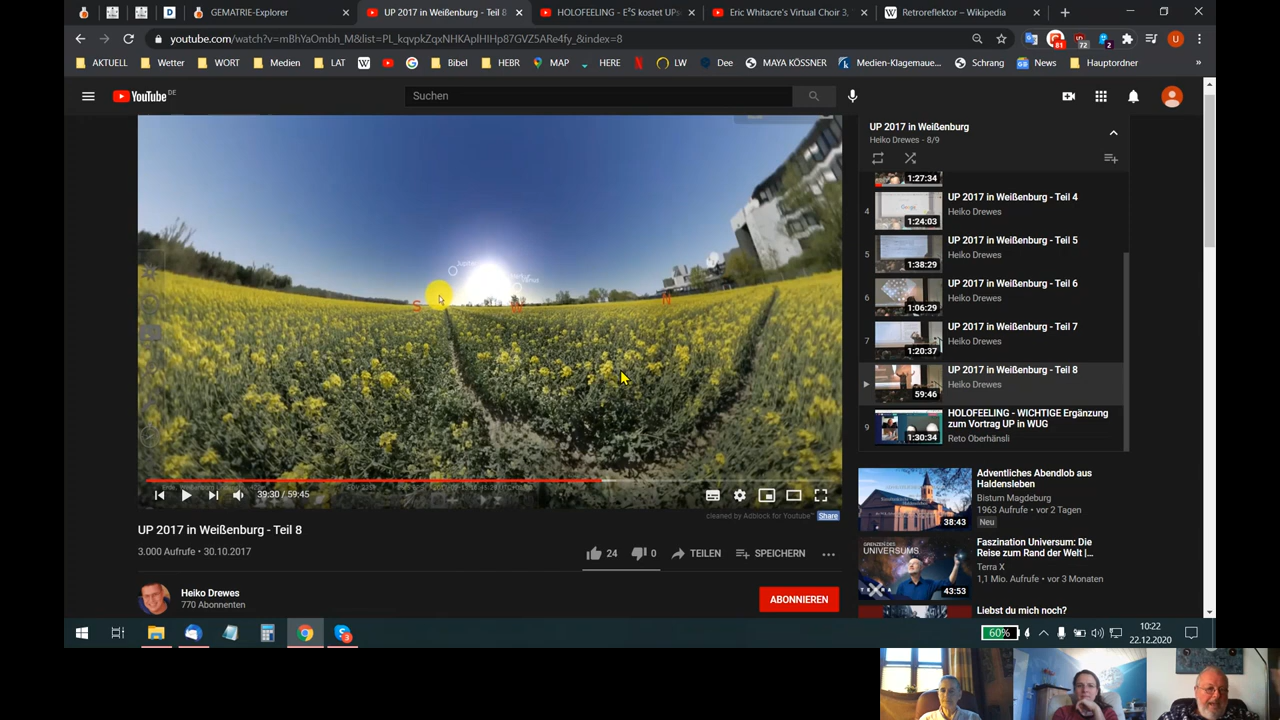 GEMATRIE-Explorer
UP 2017 in Weißenburg - Teil 8
HOLOFEELING - E²S kostet UPs
Eric Whitacre's Virtual Choir 3,
Retroreflektor – Wikipedia
youtube.com/watch?v=mBhYaOmbh_M&list=PL_kqvpkZqxNHKAplHIHp87GVZ5ARe4fy_&index=8
81
72
2
U
AKTUELL
Wetter
WORT
Medien
LAT
Bibel
HEBR
MAP
HERE
LW
Dee
MAYA KÖSSNER
Medien-Klagemaue...
Schrang
News
Hauptordner
»
YouTube DE
Suchen
S
W
N
39:30 / 59:45
cleaned by Adblock for Youtube™
Share
UP 2017 in Weißenburg - Teil 8
3.000 Aufrufe • 30.10.2017
24
0
TEILEN
SPEICHERN
Heiko Drewes
770 Abonnenten
ABONNIEREN
UP 2017 in Weißenburg
Heiko Drewes - 8/9
1:27:34
4
1:24:03
UP 2017 in Weißenburg - Teil 4
Heiko Drewes
5
1:38:29
UP 2017 in Weißenburg - Teil 5
Heiko Drewes
6
1:06:29
UP 2017 in Weißenburg - Teil 6
Heiko Drewes
7
1:20:37
UP 2017 in Weißenburg - Teil 7
Heiko Drewes
59:46
UP 2017 in Weißenburg - Teil 8
Heiko Drewes
9
1:30:34
HOLOFEELING - WICHTIGE Ergänzung
zum Vortrag UP in WUG
Reto Oberhänsli
38:43
Adventliches Abendlob aus
Haldensleben
Bistum Magdeburg
1963 Aufrufe • vor 2 Tagen
Neu
GRENZEN DES
UNIVERSUMS
43:53
Faszination Universum: Die
Reise zum Rand der Welt |...
Terra X
1,1 Mio. Aufrufe • vor 3 Monaten
Liebst du mich noch?
3
60%
10:22
22.12.2020